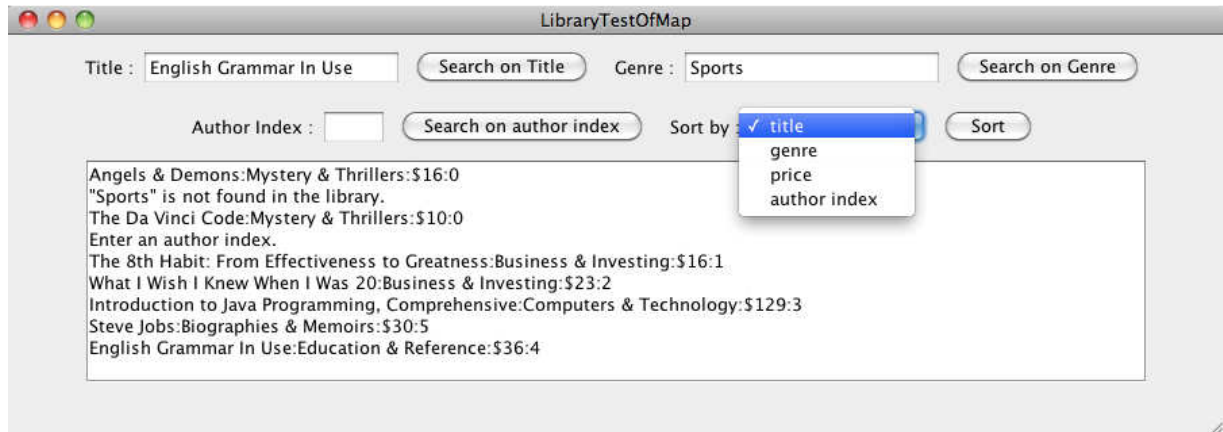 LibraryTestOfMap
Title : English Grammar In Use Search on Title Genre : Sports Search on Genre
Author Index : Search on author index Sort by : ✓ title Sort
genre
price
author index
Angels & Demons:Mystery & Thrillers:$16:0
"Sports" is not found in the library.
The Da Vinci Code:Mystery & Thrillers:$10:0
Enter an author index.
The 8th Habit: From Effectiveness to Greatness:Business & Investing:$16:1
What I Wish I Knew When I Was 20:Business & Investing:$23:2
Introduction to Java Programming, Comprehensive:Computers & Technology:$129:3
Steve Jobs:Biographies & Memoirs:$30:5
English Grammar In Use:Education & Reference:$36:4